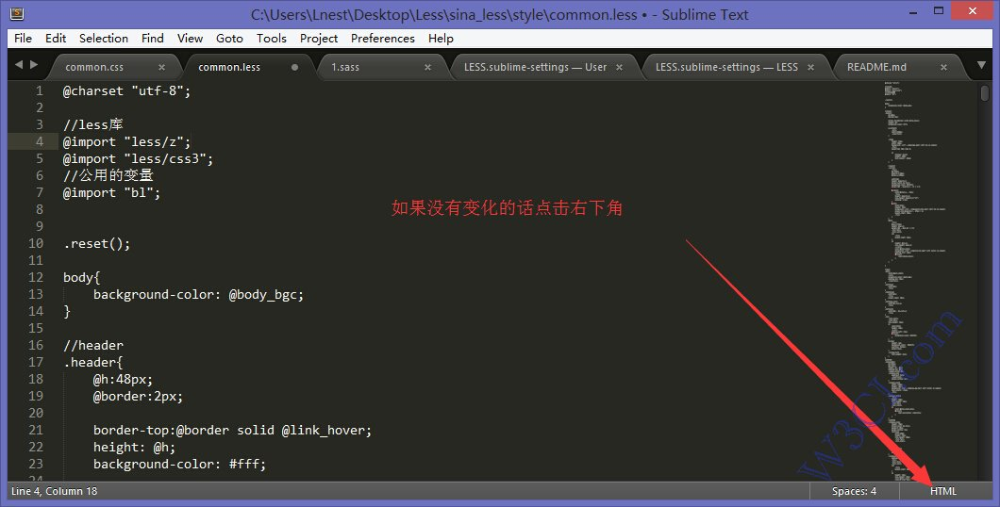 C:\Users\Lnest\Desktop\Less\sina_less\style\common.less • - Sublime Text
File Edit Selection Find View Goto Tools Project Preferences Help
common.css × common.less 1.sass × LESS.sublime-settings — User × LESS.sublime-settings — LESS × README.md ×
1 @charset "utf-8";
2
3 //less库
4 @import "less/z";
5 @import "less/css3";
6 //公用的变量
7 @import "bl";
8
如果没有变化的话点击右下角
9
10 .reset();
11
12 body{
13 background-color: @body_bgc;
14 }
15
16 //header
17 .header{
18 @h:48px;
19 @border:2px;
20
21 border-top:@border solid @link_hover;
22 height: @h;
23 background-color: #fff;
24
Line 4, Column 18 Spaces: 4 HTML